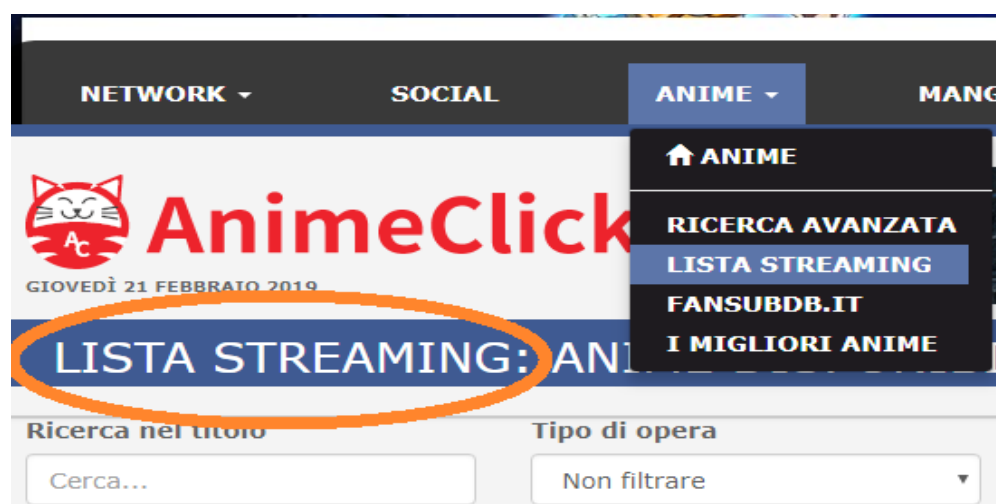 NETWORK SOCIAL ANIME MANG
ANIME
RICERCA AVANZATA
LISTA STREAMING
FANSUBDB.IT
I MIGLIORI ANIME
AC
AnimeClick
GIOVEDÌ 21 FEBBRAIO 2019
LISTA STREAMING:
Ricerca nel titolo
Cerca...
Tipo di opera
Non filtrare